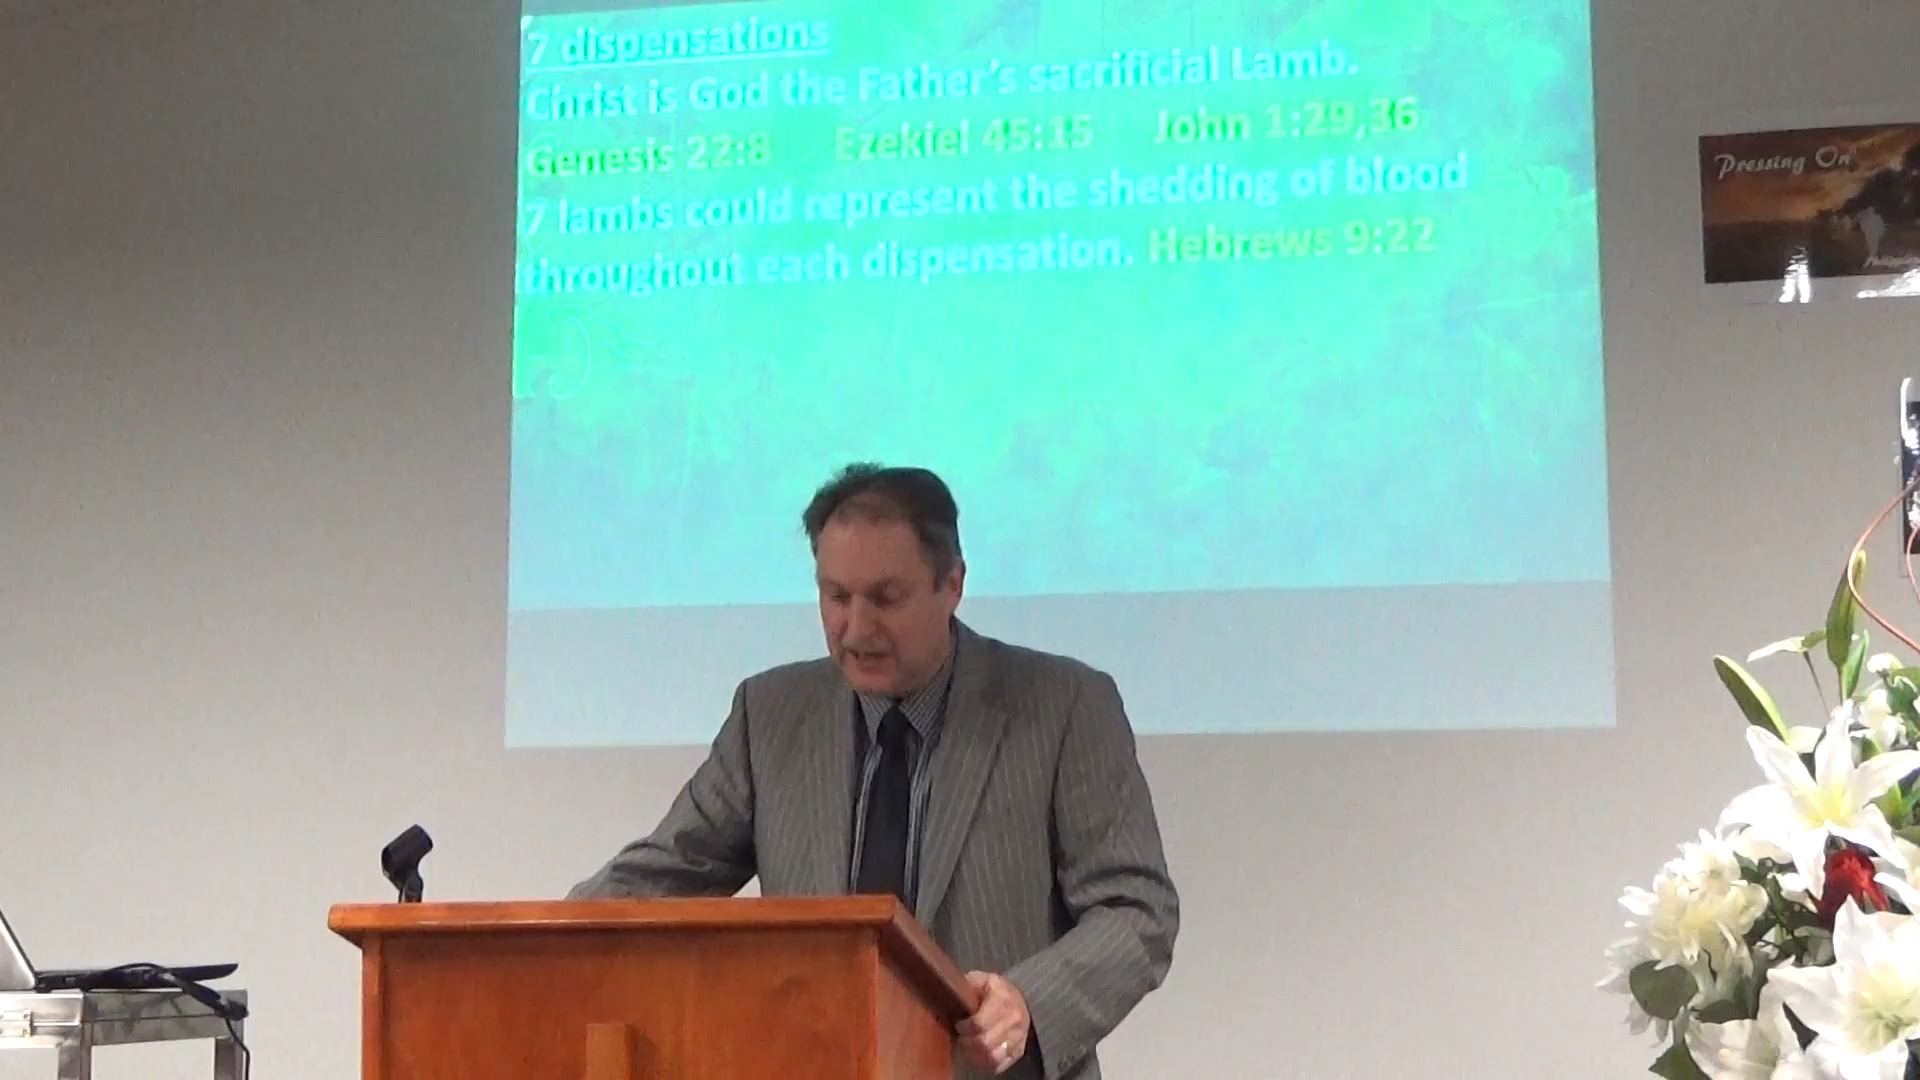 7 dispensations
Christ is God the Father's sacrificial Lamb.
Genesis 22:8 Ezekiel 45:15 John 1:29,36
7 lambs could represent the shedding of blood
throughout each dispensation. Hebrews 9:22
Pressing On